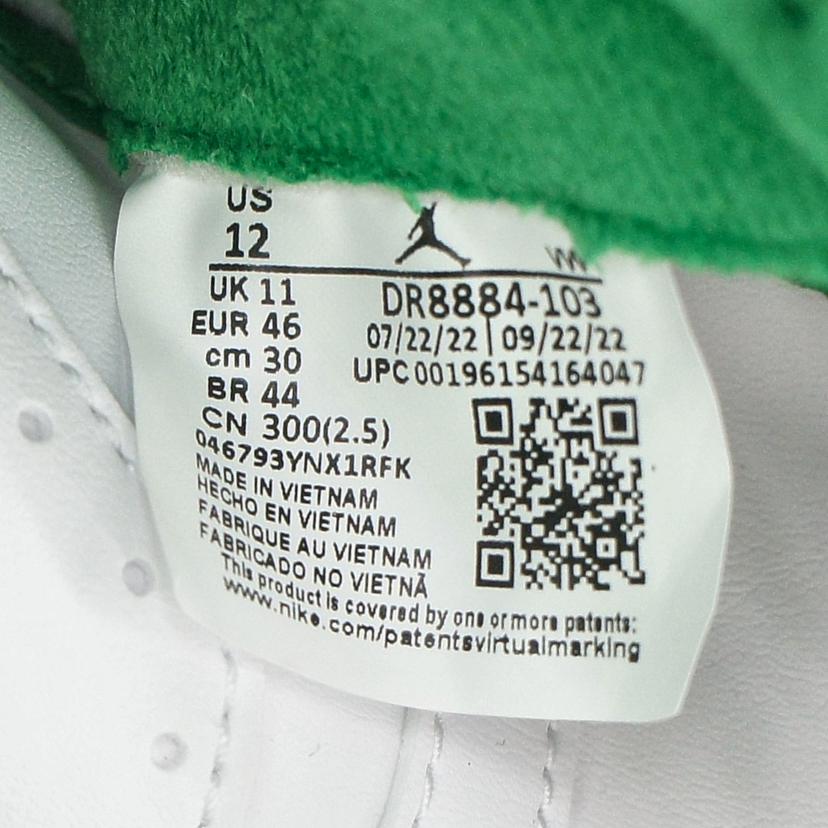 US
12
W
UK 11
EUR 46
cm 30
BR 44
CN 300(2.5)
DR8884-103
07/22/22 | 09/22/22
UPC 00196154164047
046793YNX1RFK
MADE IN VIETNAM
HECHO EN VIETNAM
FABRIQUE AU VIETNAM
FABRICADO NO VIETNÃ
This product is covered by one or more patents:
www.nike.com/patentsvirtualmarking